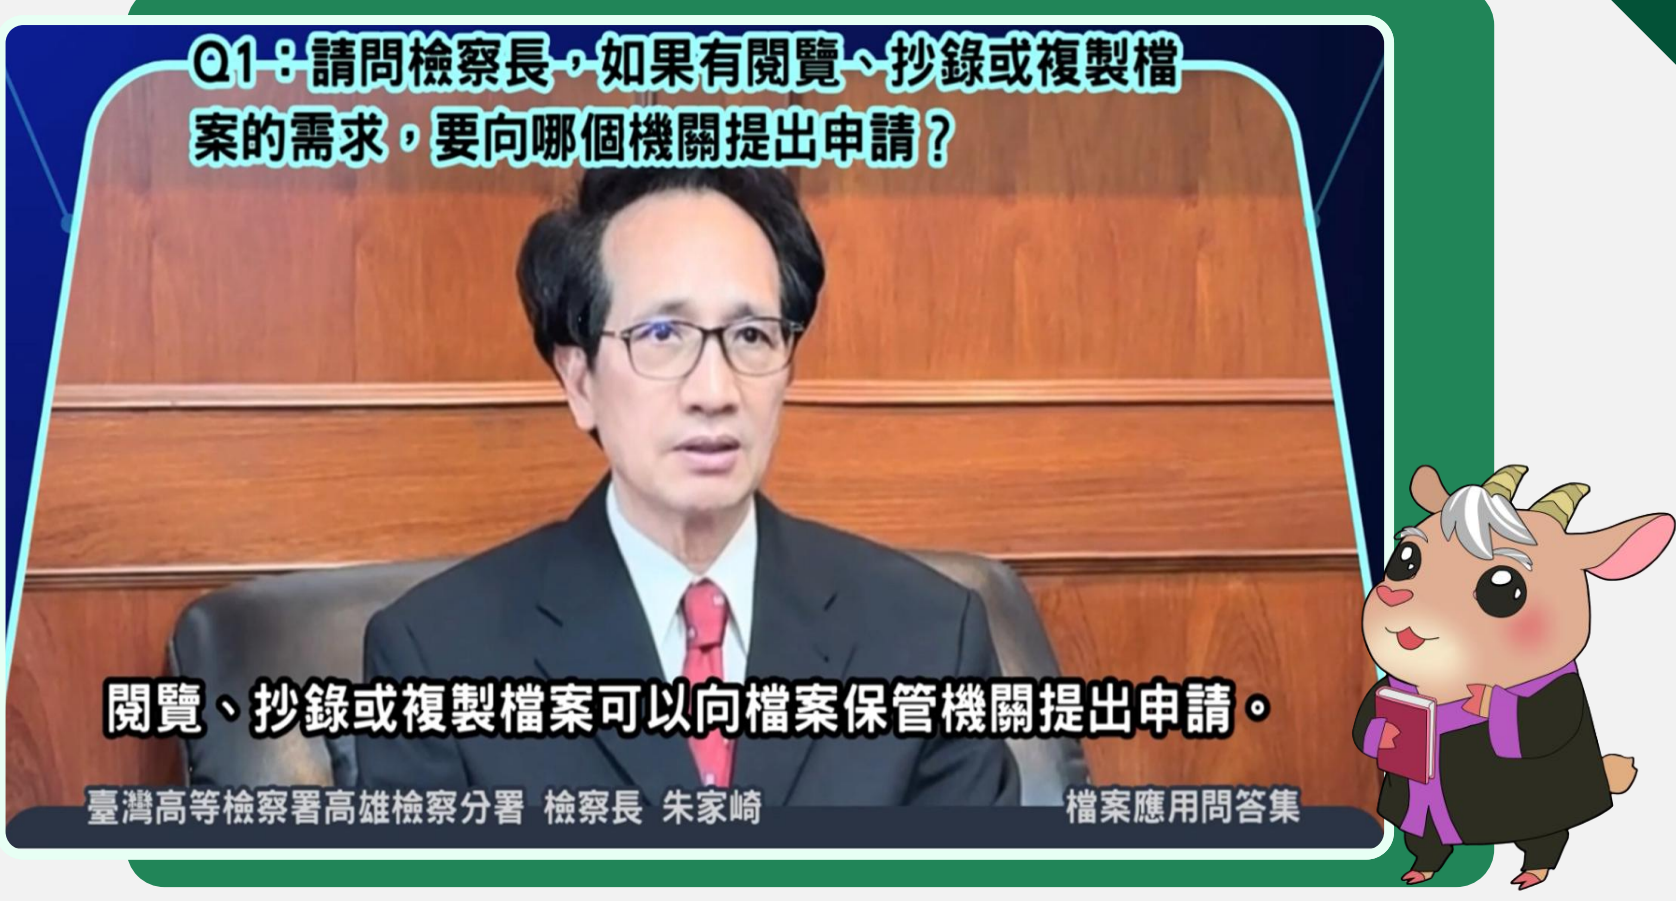 Q1：請問檢察長，如果有閱覽、抄錄或複製檔
案的需求，要向哪個機關提出申請？
閱覽、抄錄或複製檔案可以向檔案保管機關提出申請。
臺灣高等檢察署高雄檢察分署 檢察長 朱家崎
檔案應用問答集